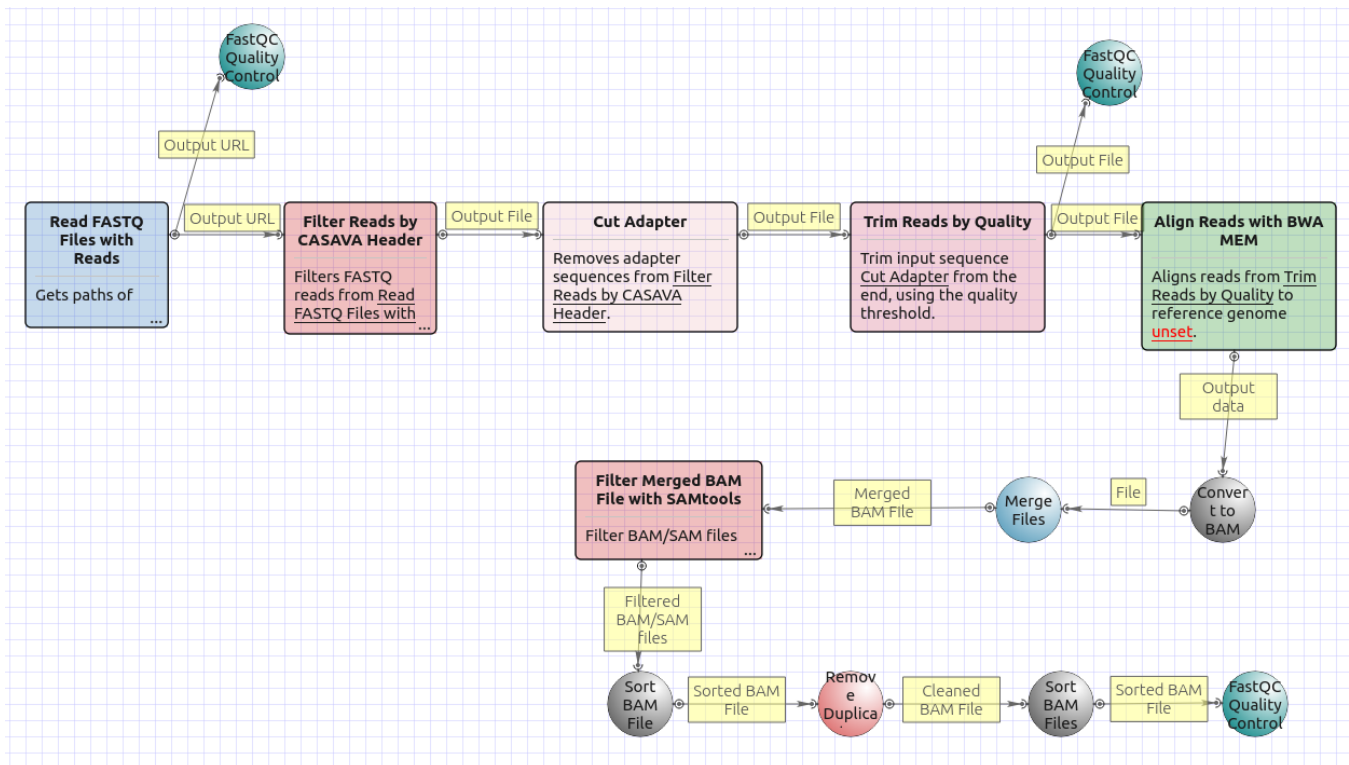 FastQC
Quality
Control
FastQC
Quality
Control
Output URL
Output File
Read FASTQ
Files with
Reads
Gets paths of
...
Output URL
Filter Reads by
CASAVA Header
Filters FASTQ
reads from Read
FASTQ Files with
...
Output File
Cut Adapter
Removes adapter
sequences from Filter
Reads by CASAVA
Header.
Output File
Trim Reads by Quality
Trim input sequence
Cut Adapter from the
end, using the quality
threshold.
Output File
Align Reads with BWA
MEM
Aligns reads from Trim
Reads by Quality to
reference genome
unset.
Output
data
Conver
t to
BAM
File
Merge
Files
Merged
BAM File
Filter Merged BAM
File with SAMtools
Filter BAM/SAM files
...
Filtered
BAM/SAM
files
Sort
BAM
File
Sorted BAM
File
Remov
e
Duplica
Cleaned
BAM File
Sort
BAM
Files
Sorted BAM
File
FastQC
Quality
Control